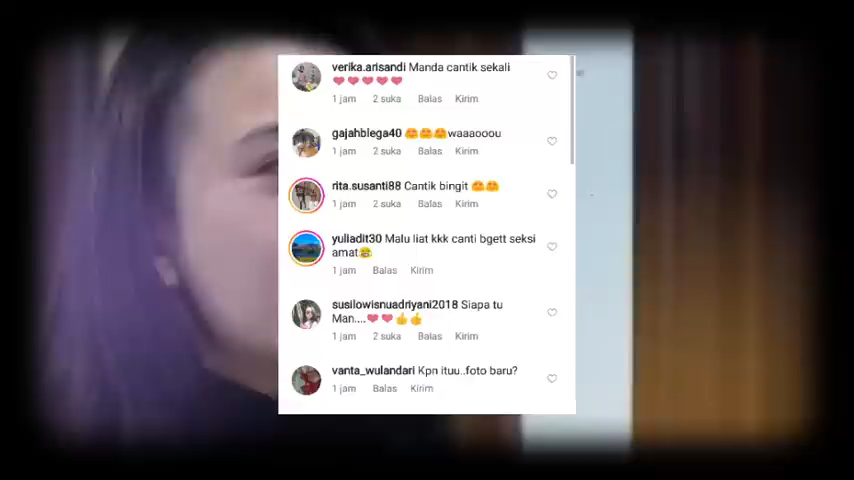 verika.arisandi Manda cantik sekali
❤❤❤❤❤
1 jam 2 suka Balas Kirim
gajahblega40 🥰🥰🥰waaaooou
1 jam 2 suka Balas Kirim
rita.susanti88 Cantik bingit 🥰🥰
1 jam 2 suka Balas Kirim
yuliadit30 Malu liat kkk canti bgett seksi
amat😂
1 jam Balas Kirim
susilowisnuadriyani2018 Siapa tu
Man....❤❤👍👍
1 jam 2 suka Balas Kirim
vanta_wulandari Kpn ituu..foto baru?
1 jam Balas Kirim